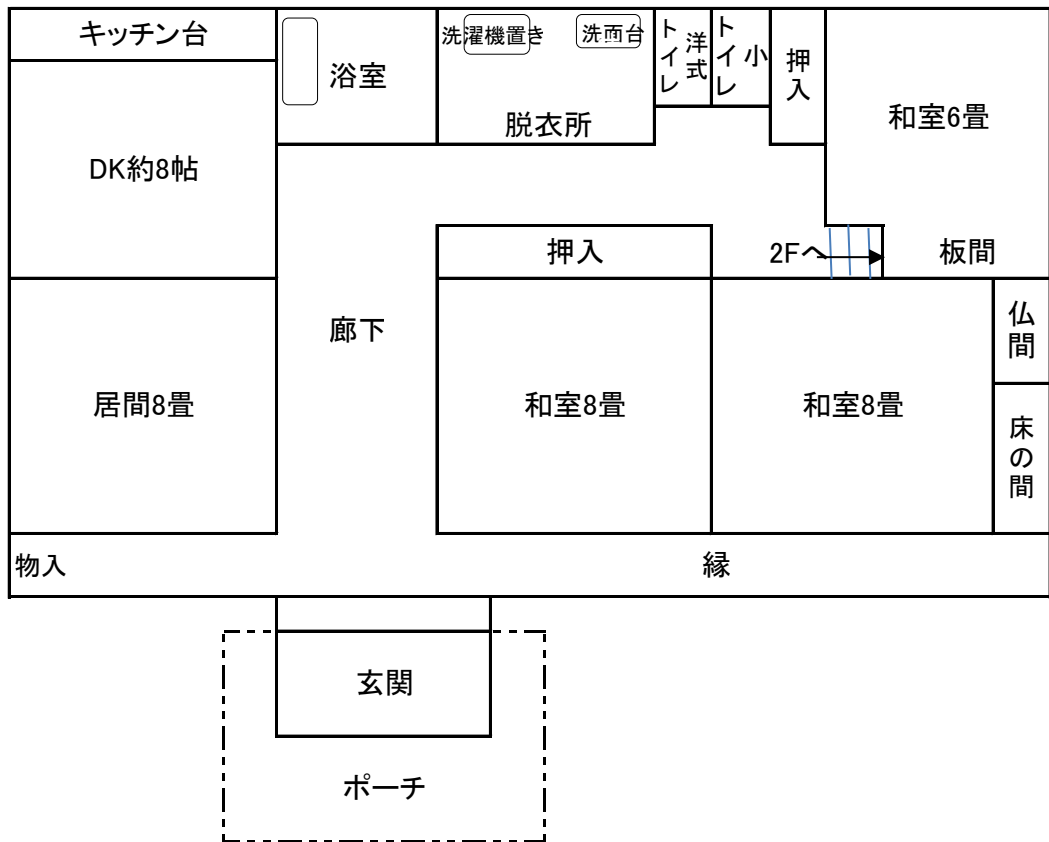 キッチン台
浴室
洗濯機置き
洗面台
脱衣所
トイレ
洋式
トイレ
小
押入
和室6畳
DK約8帖
押入
2Fへ
板間
廊下
仏間
居間8畳
和室8畳
和室8畳
床の間
物入
縁
玄関
ポーチ